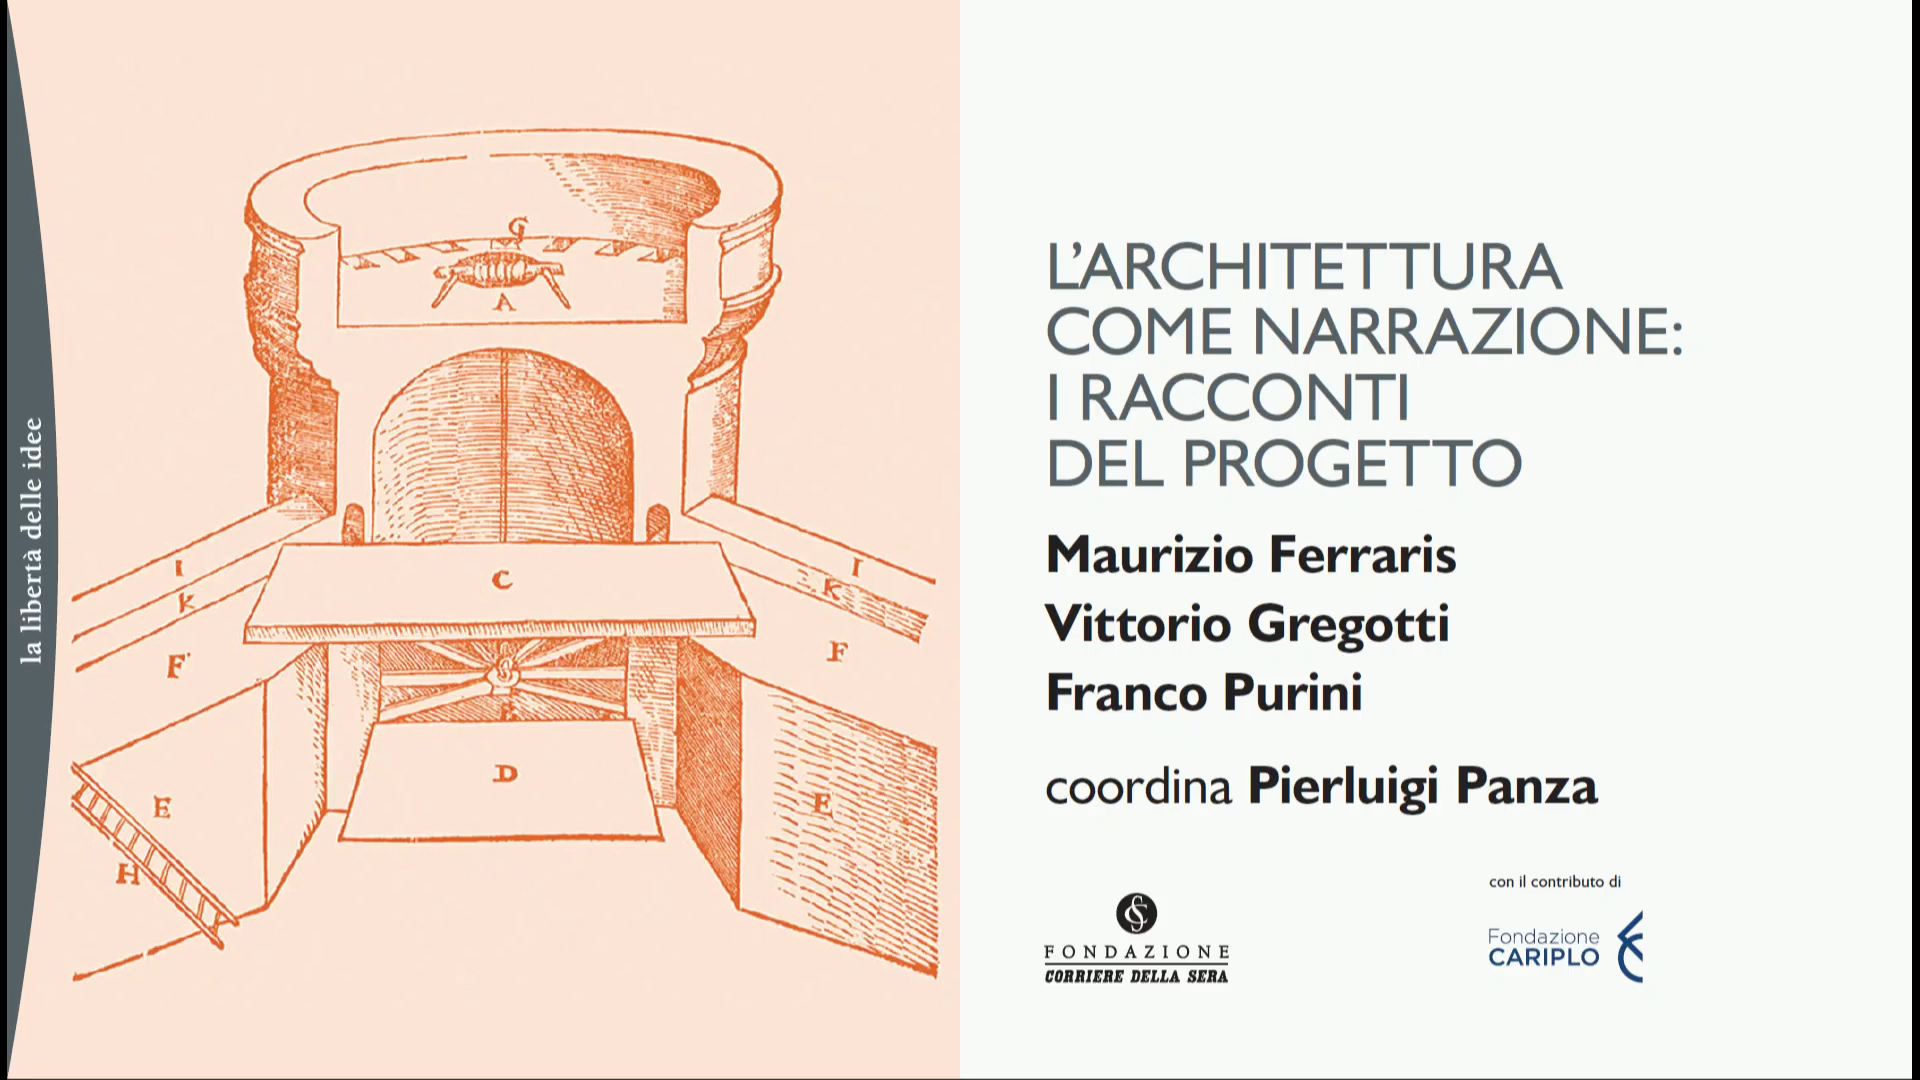 la libertà delle idee
G
A
I
K
F
C
I
K
F
B
D
E
E
H
L'ARCHITETTURA
COME NARRAZIONE:
I RACCONTI
DEL PROGETTO
Maurizio Ferraris
Vittorio Gregotti
Franco Purini
coordina Pierluigi Panza
con il contributo di
FONDAZIONE
CORRIERE DELLA SERA
Fondazione
CARIPLO